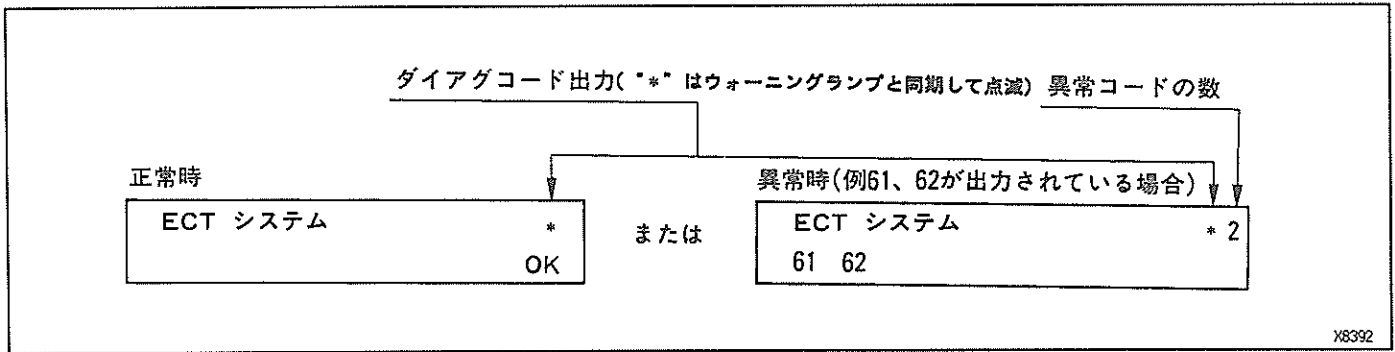 ダイアグコード出力("*" はウォーニングランプと同期して点滅) 異常コードの数
正常時
ECT システム *
OK
または
異常時(例61、62が出力されている場合)
ECT システム * 2
61 62
X8392